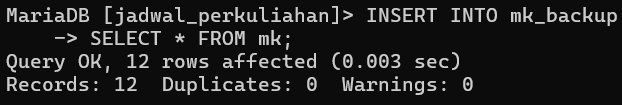 MariaDB [jadwal_perkuliahan]> INSERT INTO mk_backup
    -> SELECT * FROM mk;
Query OK, 12 rows affected (0.003 sec)
Records: 12  Duplicates: 0  Warnings: 0